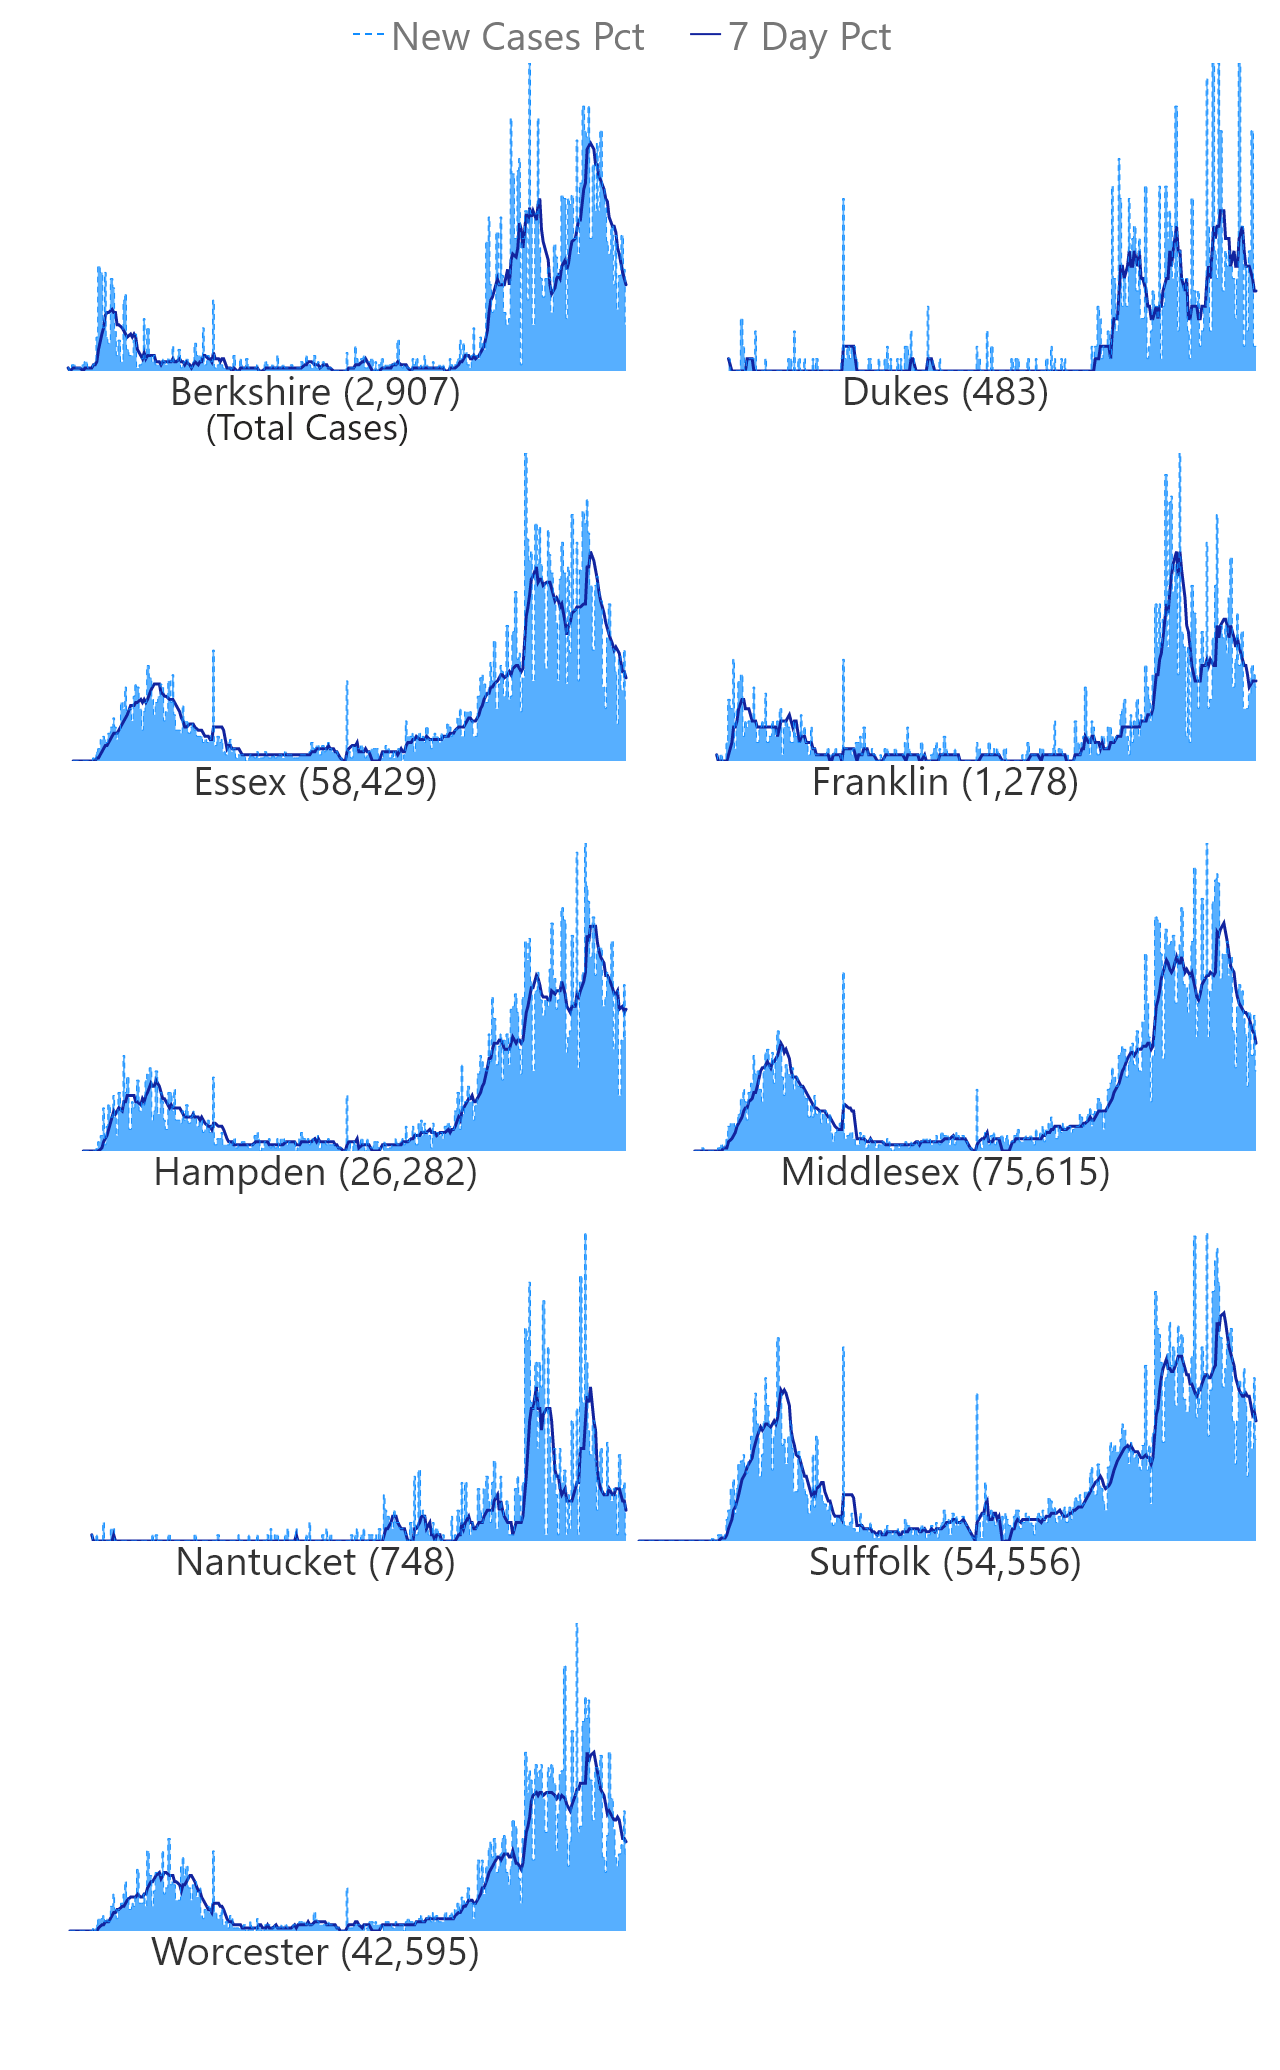 New Cases Pct 7 Day Pct
Berkshire (2,907)
(Total Cases)
Dukes (483)
Essex (58,429)
Franklin (1,278)
Hampden (26,282)
Middlesex (75,615)
Nantucket (748)
Suffolk (54,556)
Worcester (42,595)